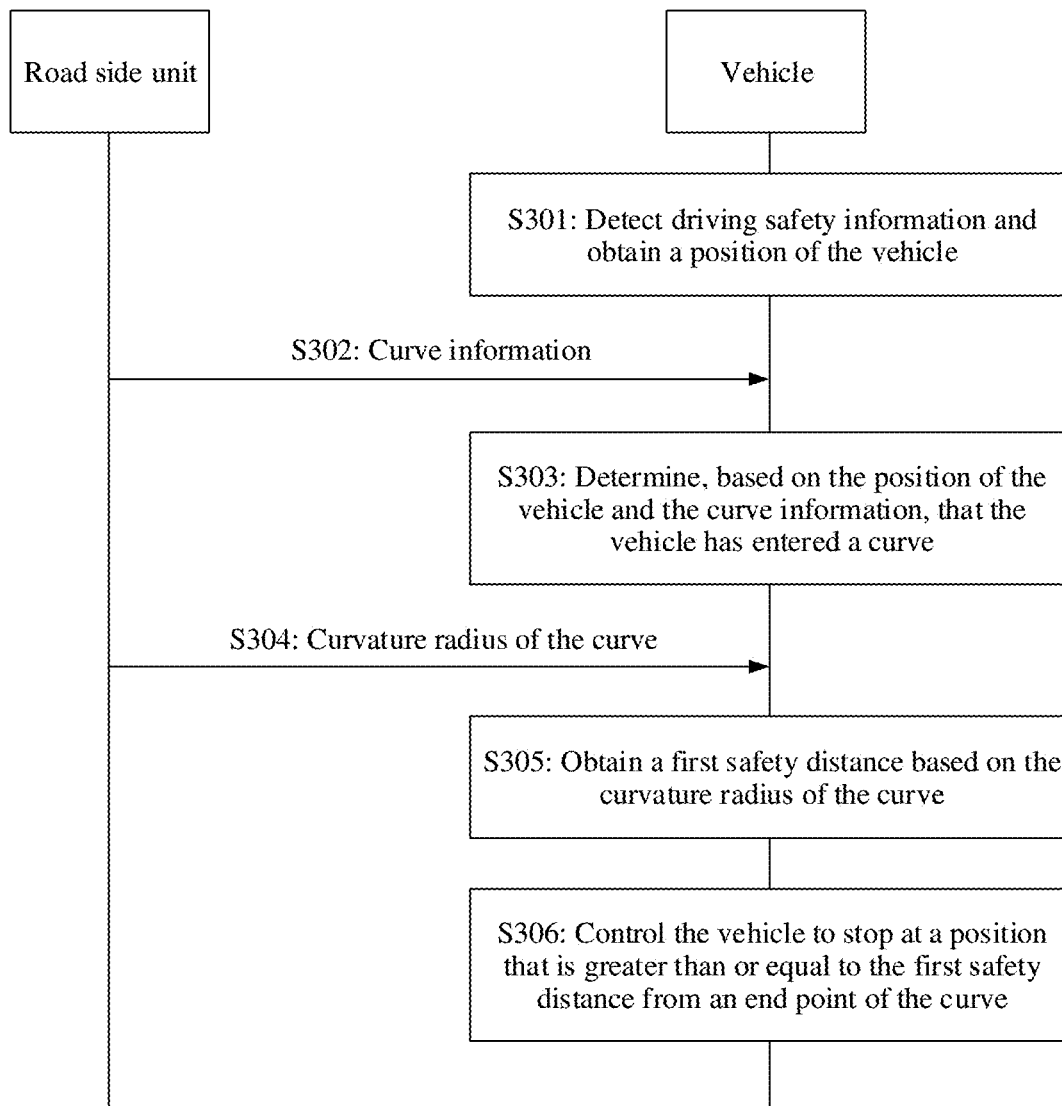 Road side unit
Vehicle
S301: Detect driving safety information and
obtain a position of the vehicle
S302: Curve information
S303: Determine, based on the position of the
vehicle and the curve information, that the
vehicle has entered a curve
S304: Curvature radius of the curve
S305: Obtain a first safety distance based on the
curvature radius of the curve
S306: Control the vehicle to stop at a position
that is greater than or equal to the first safety
distance from an end point of the curve